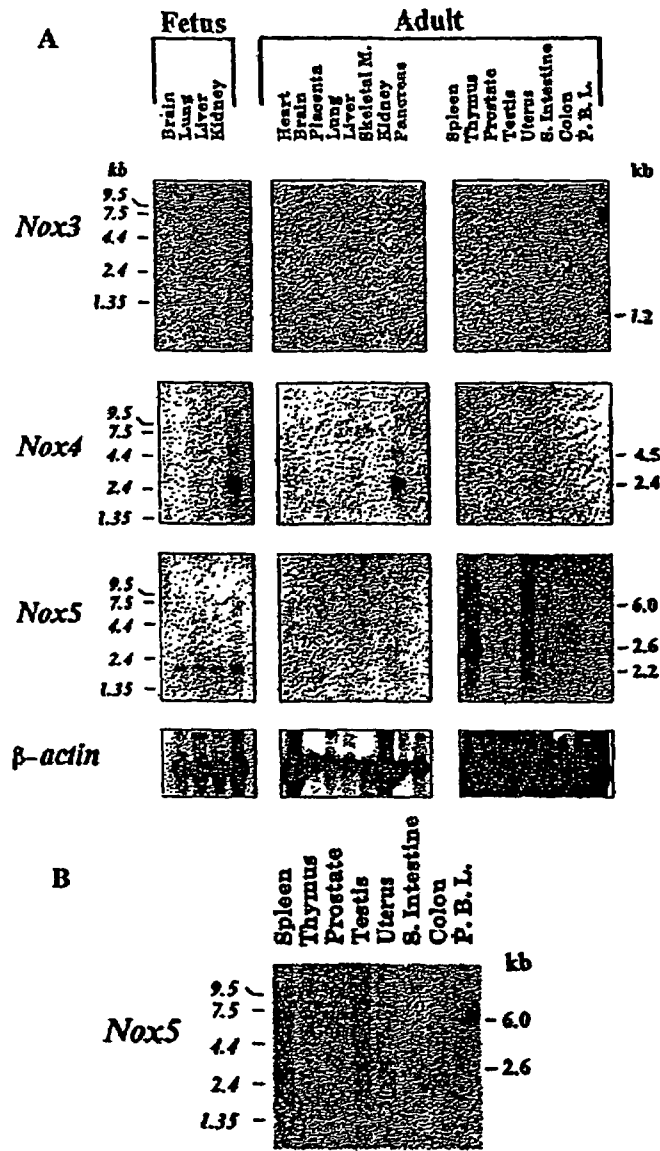 A
Fetus
Adult
Brain
Lung
Liver
Kidney
Heart
Brain
Placenta
Lung
Liver
Skeletal M.
Kidney
Pancreas
Spleen
Thymus
Prostate
Testis
Uterus
S. Intestine
Colon
P. B. L.
kb
kb
Nox3
9.5
7.5
4.4
2.4
1.35
1.2
Nox4
9.5
7.5
4.4
2.4
1.35
4.5
2.4
Nox5
9.5
7.5
4.4
2.4
1.35
6.0
2.6
2.2
β-actin
B
Spleen
Thymus
Prostate
Testis
Uterus
S. Intestine
Colon
P. B. L.
kb
Nox5
9.5
7.5
4.4
2.4
1.35
6.0
2.6